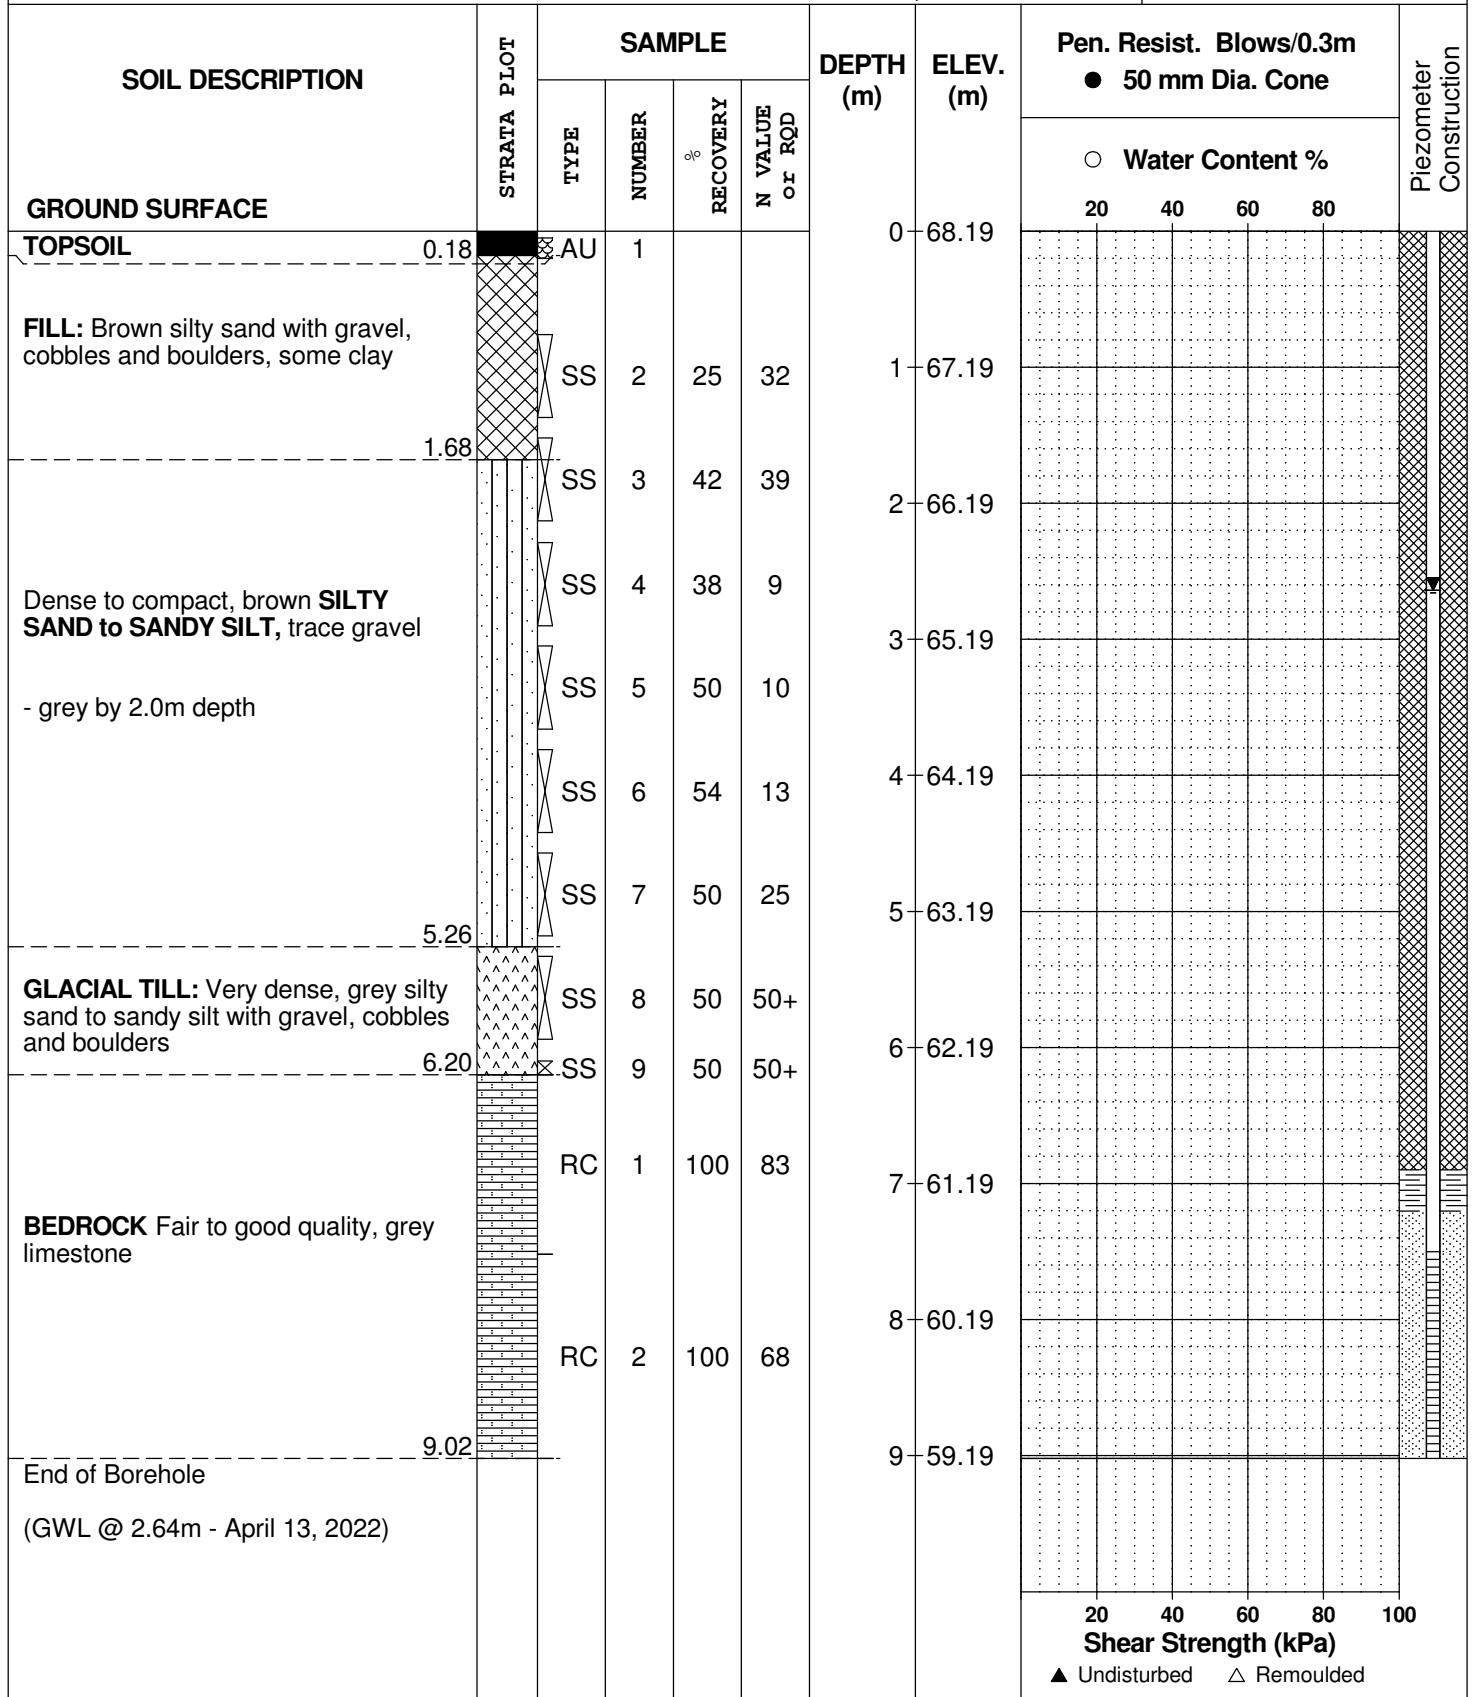 SOIL DESCRIPTION
GROUND SURFACE
STRATA PLOT
SAMPLE
TYPE
NUMBER
%
RECOVERY
N VALUE
or RQD
DEPTH
(m)
ELEV.
(m)
Pen. Resist. Blows/0.3m
● 50 mm Dia. Cone
○ Water Content %
20 40 60 80
Piezometer
Construction
0 68.19
TOPSOIL 0.18 AU 1
FILL: Brown silty sand with gravel,
cobbles and boulders, some clay
SS 2 25 32
1 67.19
1.68
SS 3 42 39
2 66.19
SS 4 38 9
Dense to compact, brown SILTY
SAND to SANDY SILT, trace gravel
3 65.19
SS 5 50 10
- grey by 2.0m depth
4 64.19
SS 6 54 13
SS 7 50 25
5 63.19
5.26
GLACIAL TILL: Very dense, grey silty
sand to sandy silt with gravel, cobbles
and boulders
SS 8 50 50+
6 62.19
6.20 SS 9 50 50+
RC 1 100 83
7 61.19
BEDROCK Fair to good quality, grey
limestone
8 60.19
RC 2 100 68
9.02
9 59.19
End of Borehole
(GWL @ 2.64m - April 13, 2022)
20 40 60 80 100
Shear Strength (kPa)
▲ Undisturbed △ Remoulded